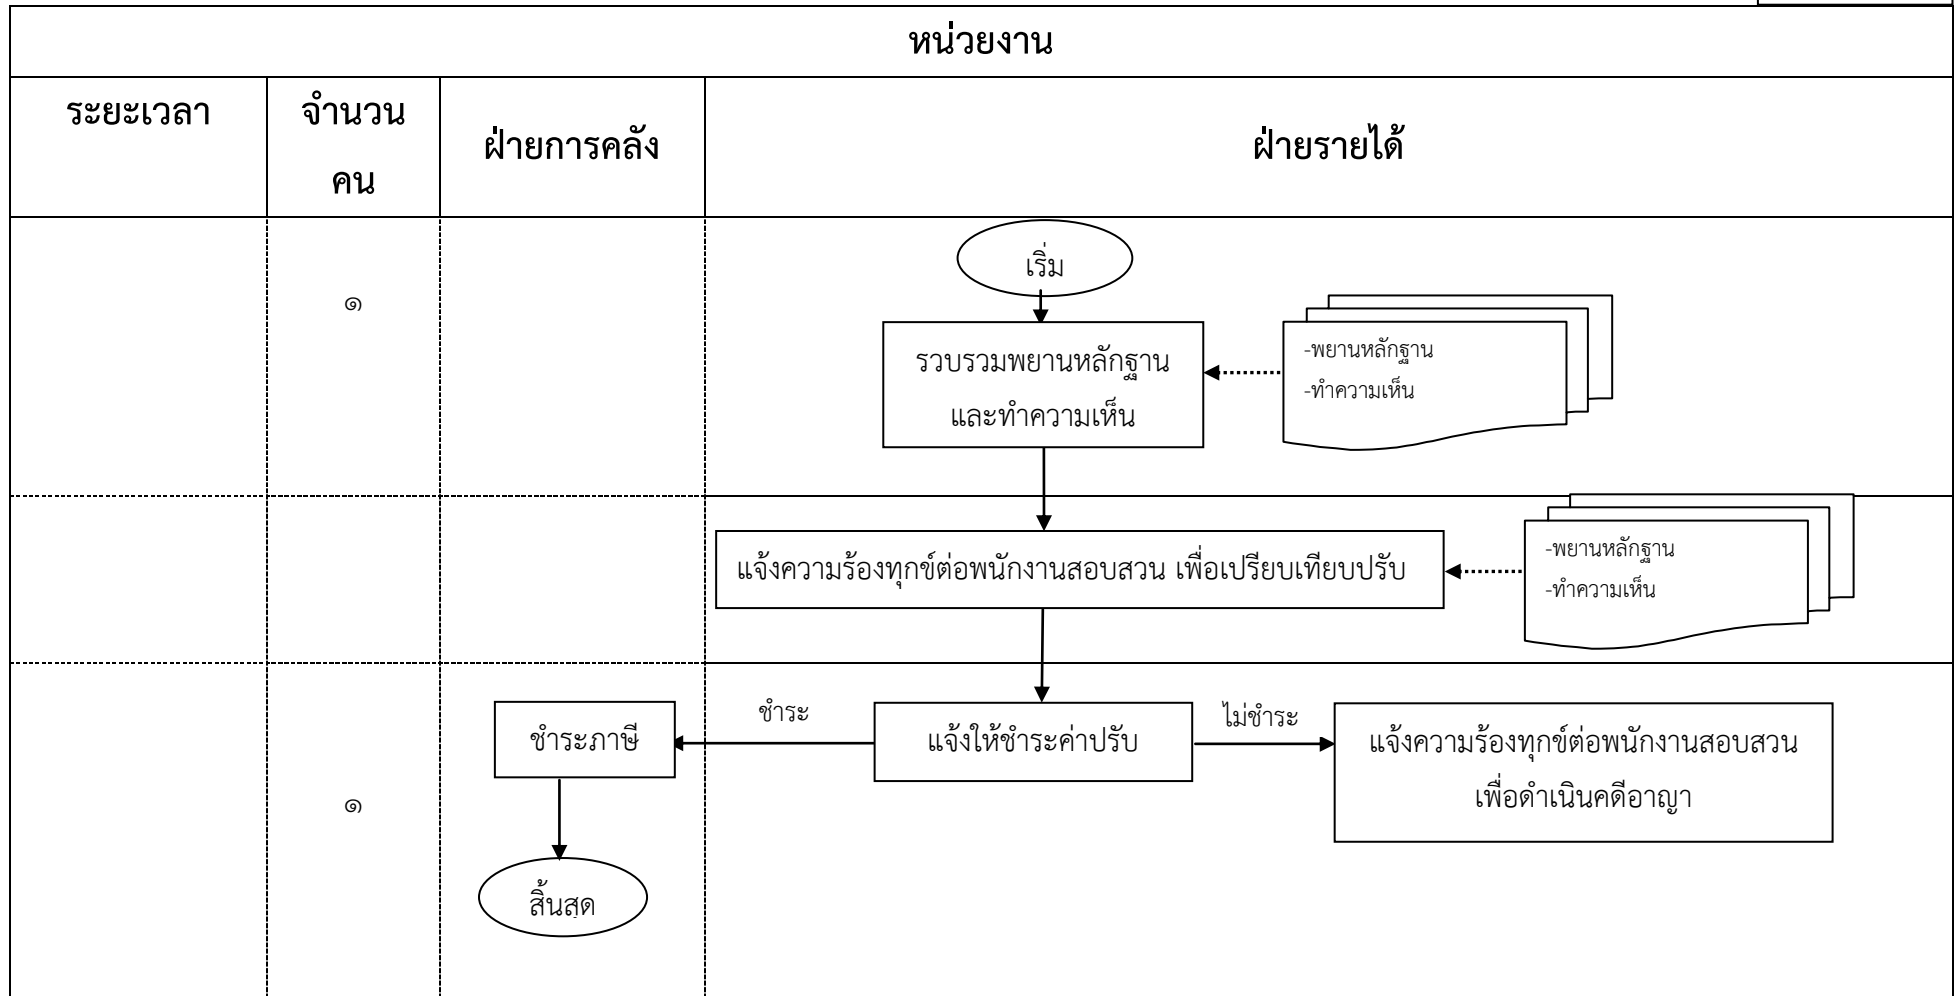 หน่วยงาน
ระยะเวลา
จำนวน
คน
ฝ่ายการคลัง
ฝ่ายรายได้
เริ่ม
๑
รวบรวมพยานหลักฐาน
และทำความเห็น
-พยานหลักฐาน
-ทำความเห็น
แจ้งความร้องทุกข์ต่อพนักงานสอบสวน เพื่อเปรียบเทียบปรับ
-พยานหลักฐาน
-ทำความเห็น
ชำระภาษี
ชำระ
แจ้งให้ชำระค่าปรับ
ไม่ชำระ
แจ้งความร้องทุกข์ต่อพนักงานสอบสวน
เพื่อดำเนินคดีอาญา
๑
สิ้นสุด